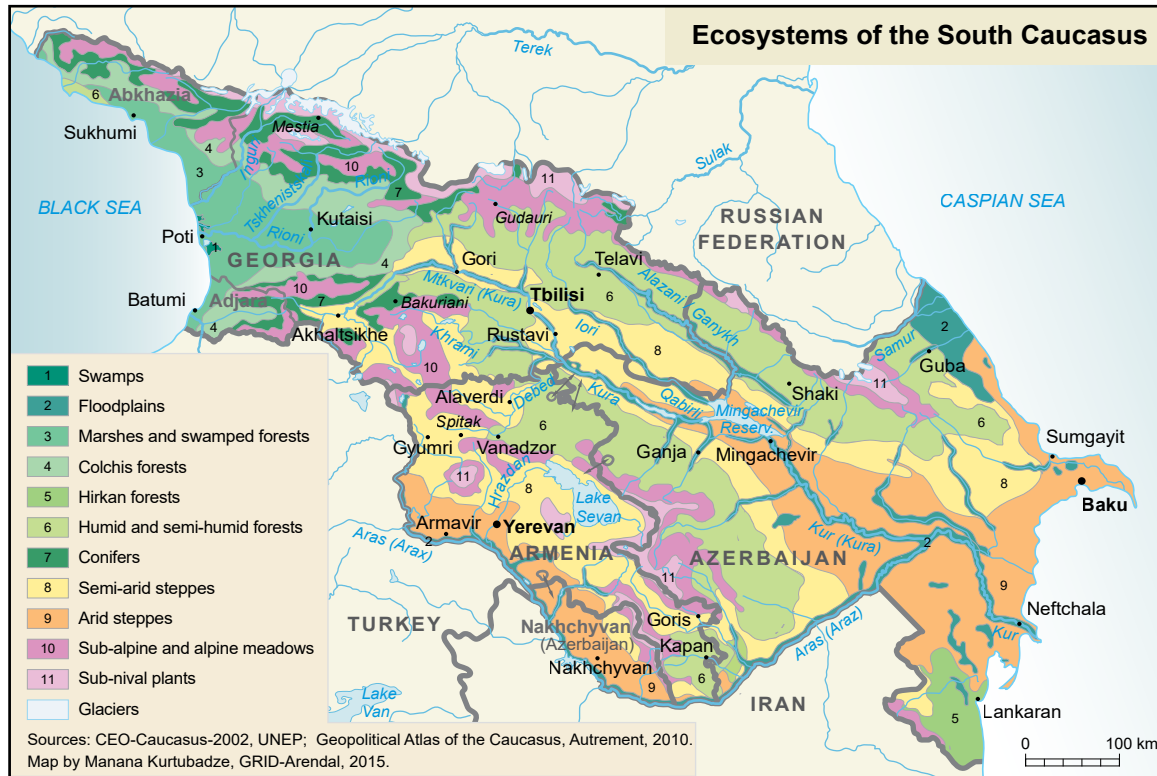 Ecosystems of the South Caucasus
Terek
Sulak
Abkhazia
6
Sukhumi
Mestia
4
3
Inguri
10
Rioni
7
11
Tskhenistskali
BLACK SEA
CASPIAN SEA
RUSSIAN
FEDERATION
Gudauri
Kutaisi
Poti
1
Rioni
GEORGIA
4
Gori
Telavi
Alazani
Mtkvari (Kura)
6
Tbilisi
Batumi
Adjara
10
7
Bakuriani
4
Akhaltsikhe
Rustavi
Iori
Ganykh
Khrami
8
2
Samur
Guba
11
10
Alaverdi
Debed
Kura
Qabirli
Shaki
Mingachevir
Reserv.
6
Spitak
6
Gyumri
Vanadzor
Ganja
Mingachevir
Sumgayit
11
Hrazdan
8
Lake
Sevan
8
Baku
Armavir
Yerevan
2
Aras (Arax)
ARMENIA
AZERBAIJAN
Kur (Kura)
2
11
9
TURKEY
Goris
Neftchala
Nakhchyvan
(Azerbaijan)
Kapan
Aras (Araz)
Kur
Nakhchyvan
6
9
IRAN
Lake
Van
5
Lankaran
1 Swamps
2 Floodplains
3 Marshes and swamped forests
4 Colchis forests
5 Hirkan forests
6 Humid and semi-humid forests
7 Conifers
8 Semi-arid steppes
9 Arid steppes
10 Sub-alpine and alpine meadows
11 Sub-nival plants
Glaciers
Sources: CEO-Caucasus-2002, UNEP; Geopolitical Atlas of the Caucasus, Autrement, 2010.
Map by Manana Kurtubadze, GRID-Arendal, 2015.
0 100 km